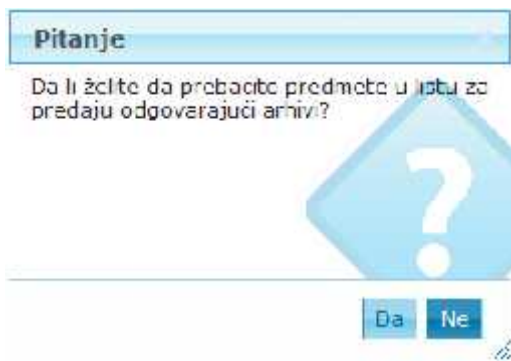 Pitanje
Da li želite da prebacite predmete u listu za
predaju odgovarajući arhivi?
?
Da
Ne